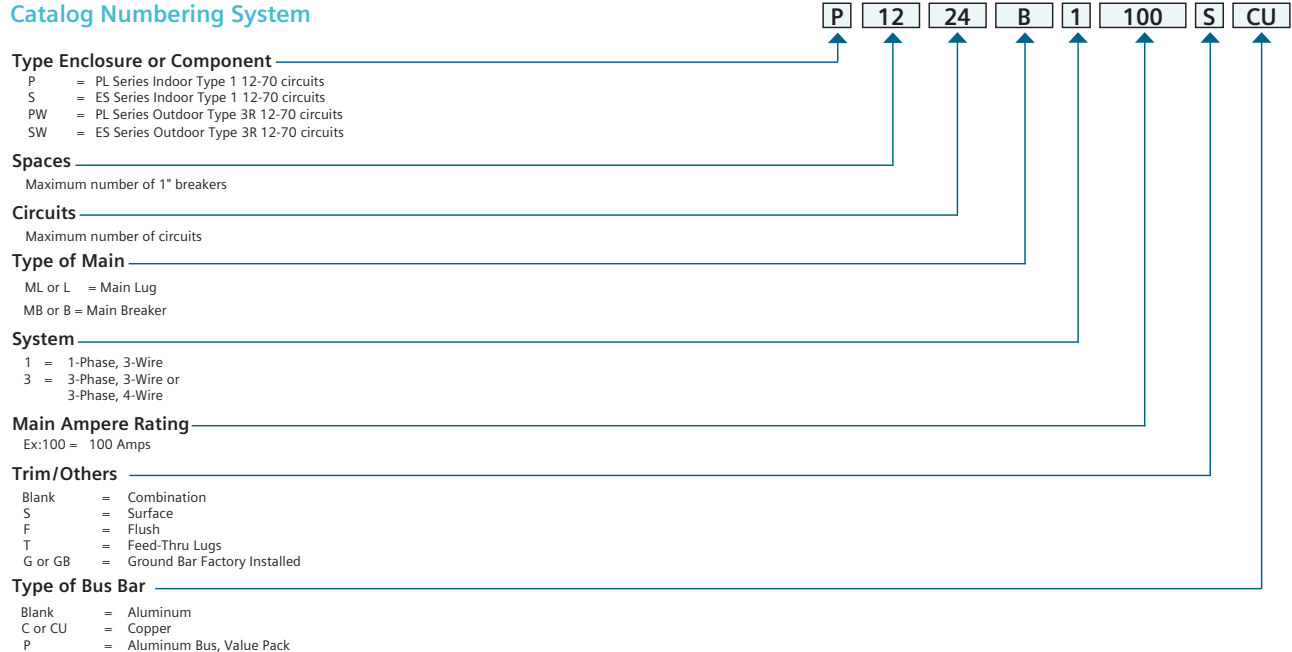 Catalog Numbering System
P 12 24 B 1 100 S CU
Type Enclosure or Component
P = PL Series Indoor Type 1 12-70 circuits
S = ES Series Indoor Type 1 12-70 circuits
PW = PL Series Outdoor Type 3R 12-70 circuits
SW = ES Series Outdoor Type 3R 12-70 circuits
Spaces
Maximum number of 1" breakers
Circuits
Maximum number of circuits
Type of Main
ML or L = Main Lug
MB or B = Main Breaker
System
1 = 1-Phase, 3-Wire
3 = 3-Phase, 3-Wire or
3-Phase, 4-Wire
Main Ampere Rating
Ex:100 = 100 Amps
Trim/Others
Blank = Combination
S = Surface
F = Flush
T = Feed-Thru Lugs
G or GB = Ground Bar Factory Installed
Type of Bus Bar
Blank = Aluminum
C or CU = Copper
P = Aluminum Bus, Value Pack